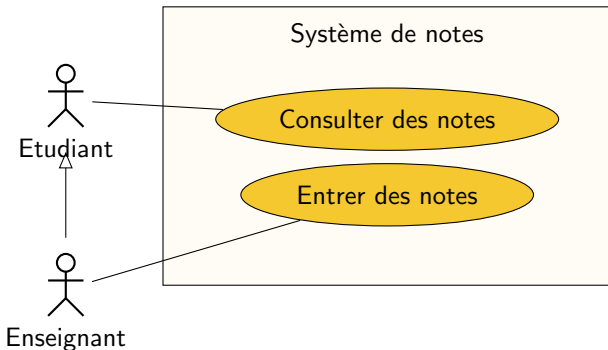 Système de notes
Consulter des notes
Etudiant
Entrer des notes
Enseignant